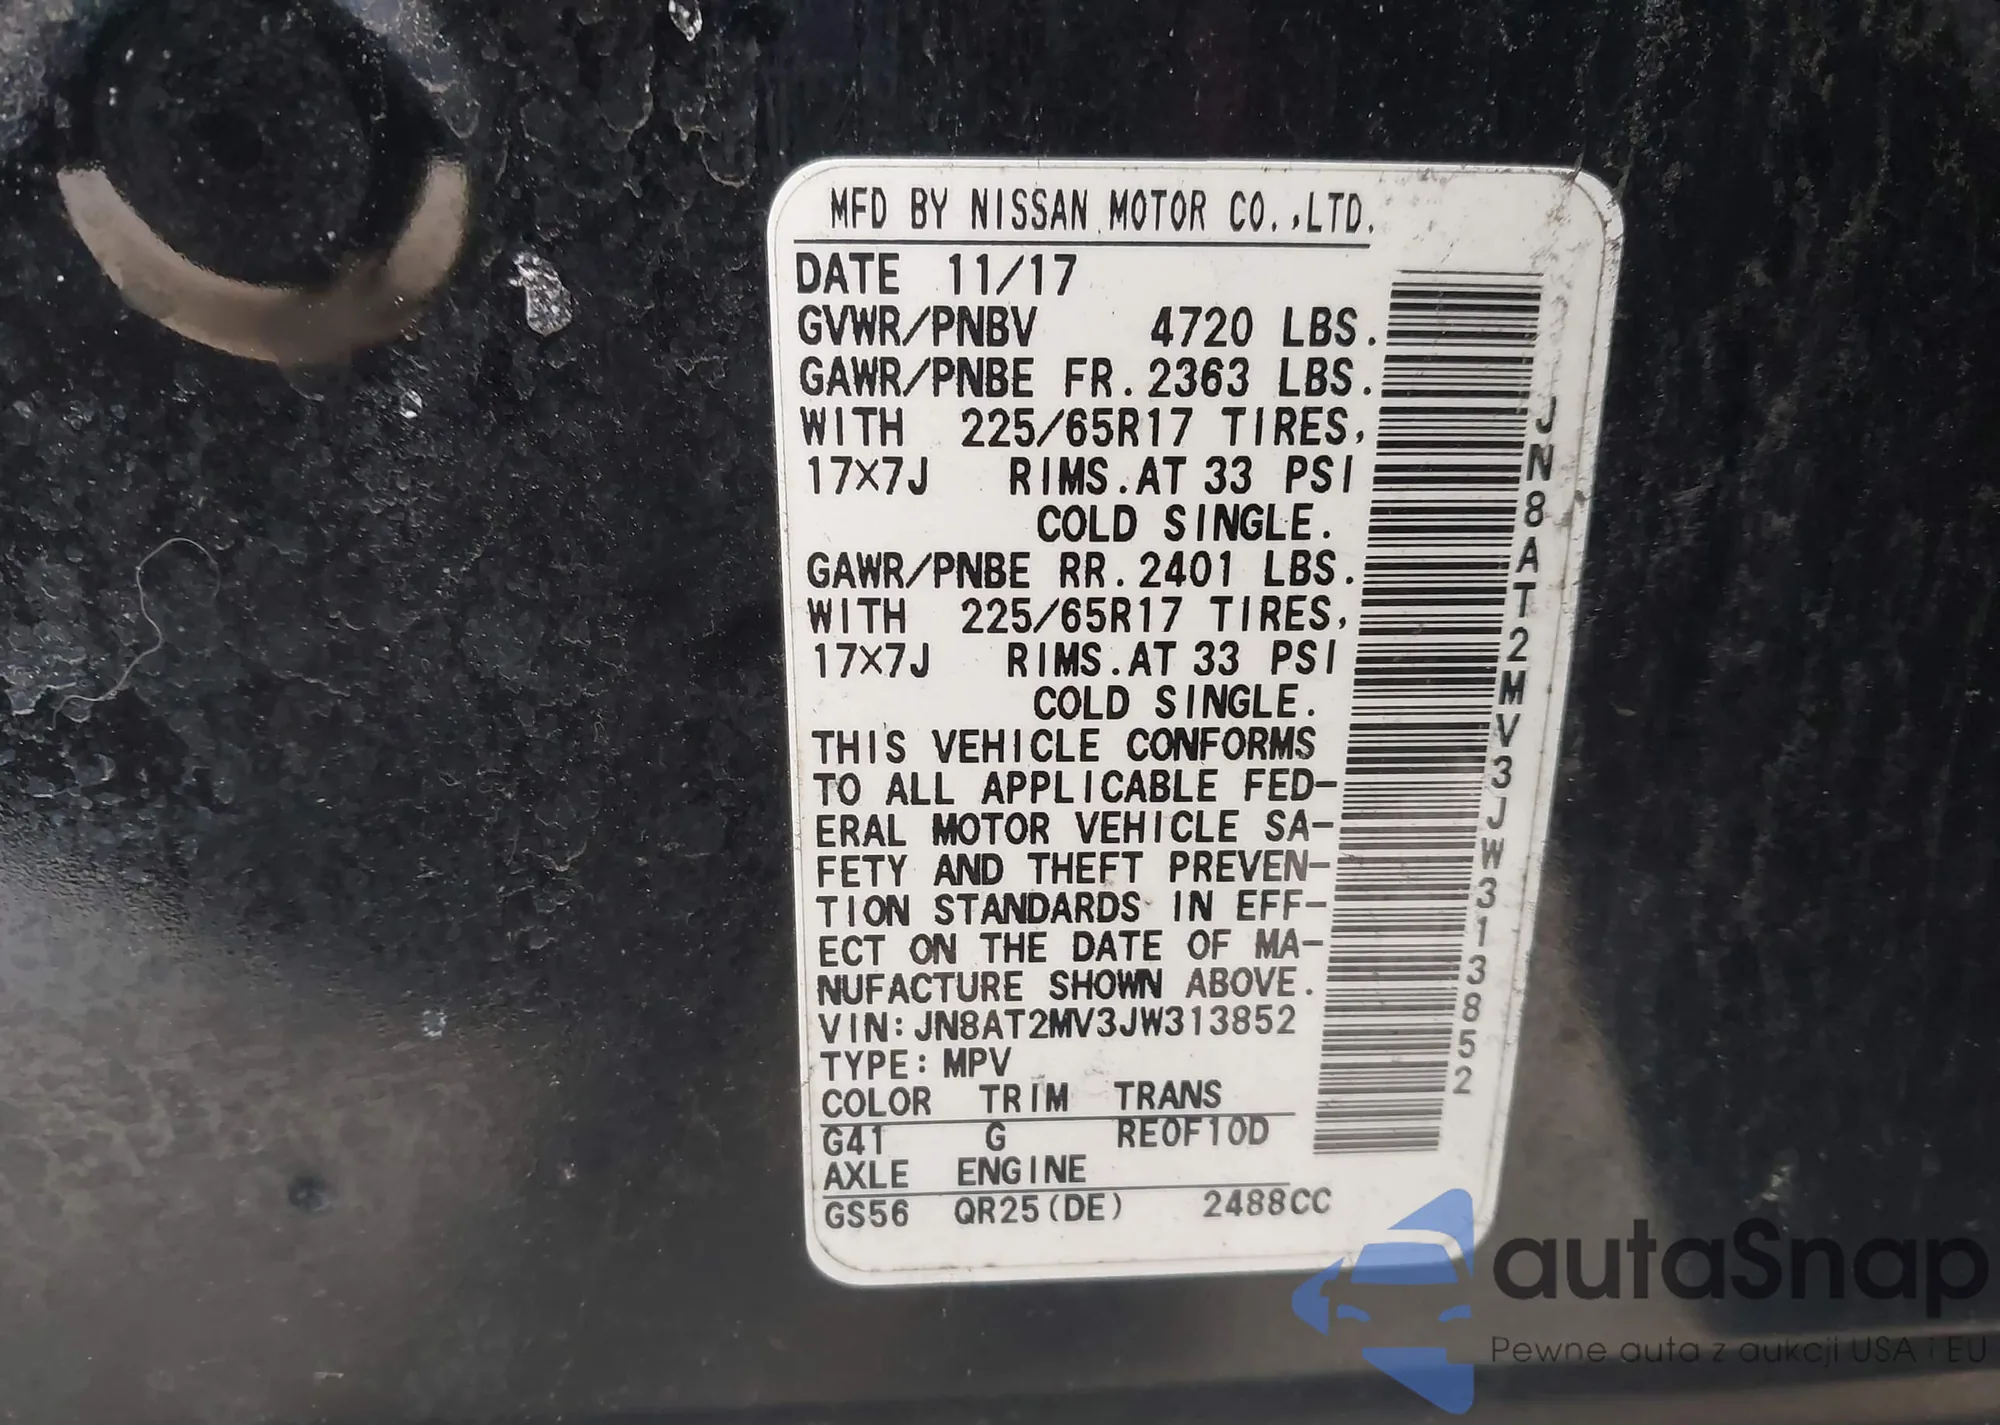 MFD BY NISSAN MOTOR CO.,LTD.
DATE 11/17
GVWR/PNBV 4720 LBS.
GAWR/PNBE FR.2363 LBS.
WITH 225/65R17 TIRES,
17×7J RIMS.AT 33 PSI
COLD SINGLE.
GAWR/PNBE RR.2401 LBS.
WITH 225/65R17 TIRES,
17×7J RIMS.AT 33 PSI
COLD SINGLE.
THIS VEHICLE CONFORMS
TO ALL APPLICABLE FED-
ERAL MOTOR VEHICLE SA-
FETY AND THEFT PREVEN-
TION STANDARDS IN EFF-
ECT ON THE DATE OF MA-
NUFACTURE SHOWN ABOVE.
VIN:JN8AT2MV3JW313852
TYPE:MPV
COLOR TRIM TRANS
G41 G RE0F10D
AXLE ENGINE
GS56 QR25(DE) 2488CC
JN8AT2MV3JW313852
autaSnap
Pewne auta z aukcji USA i EU